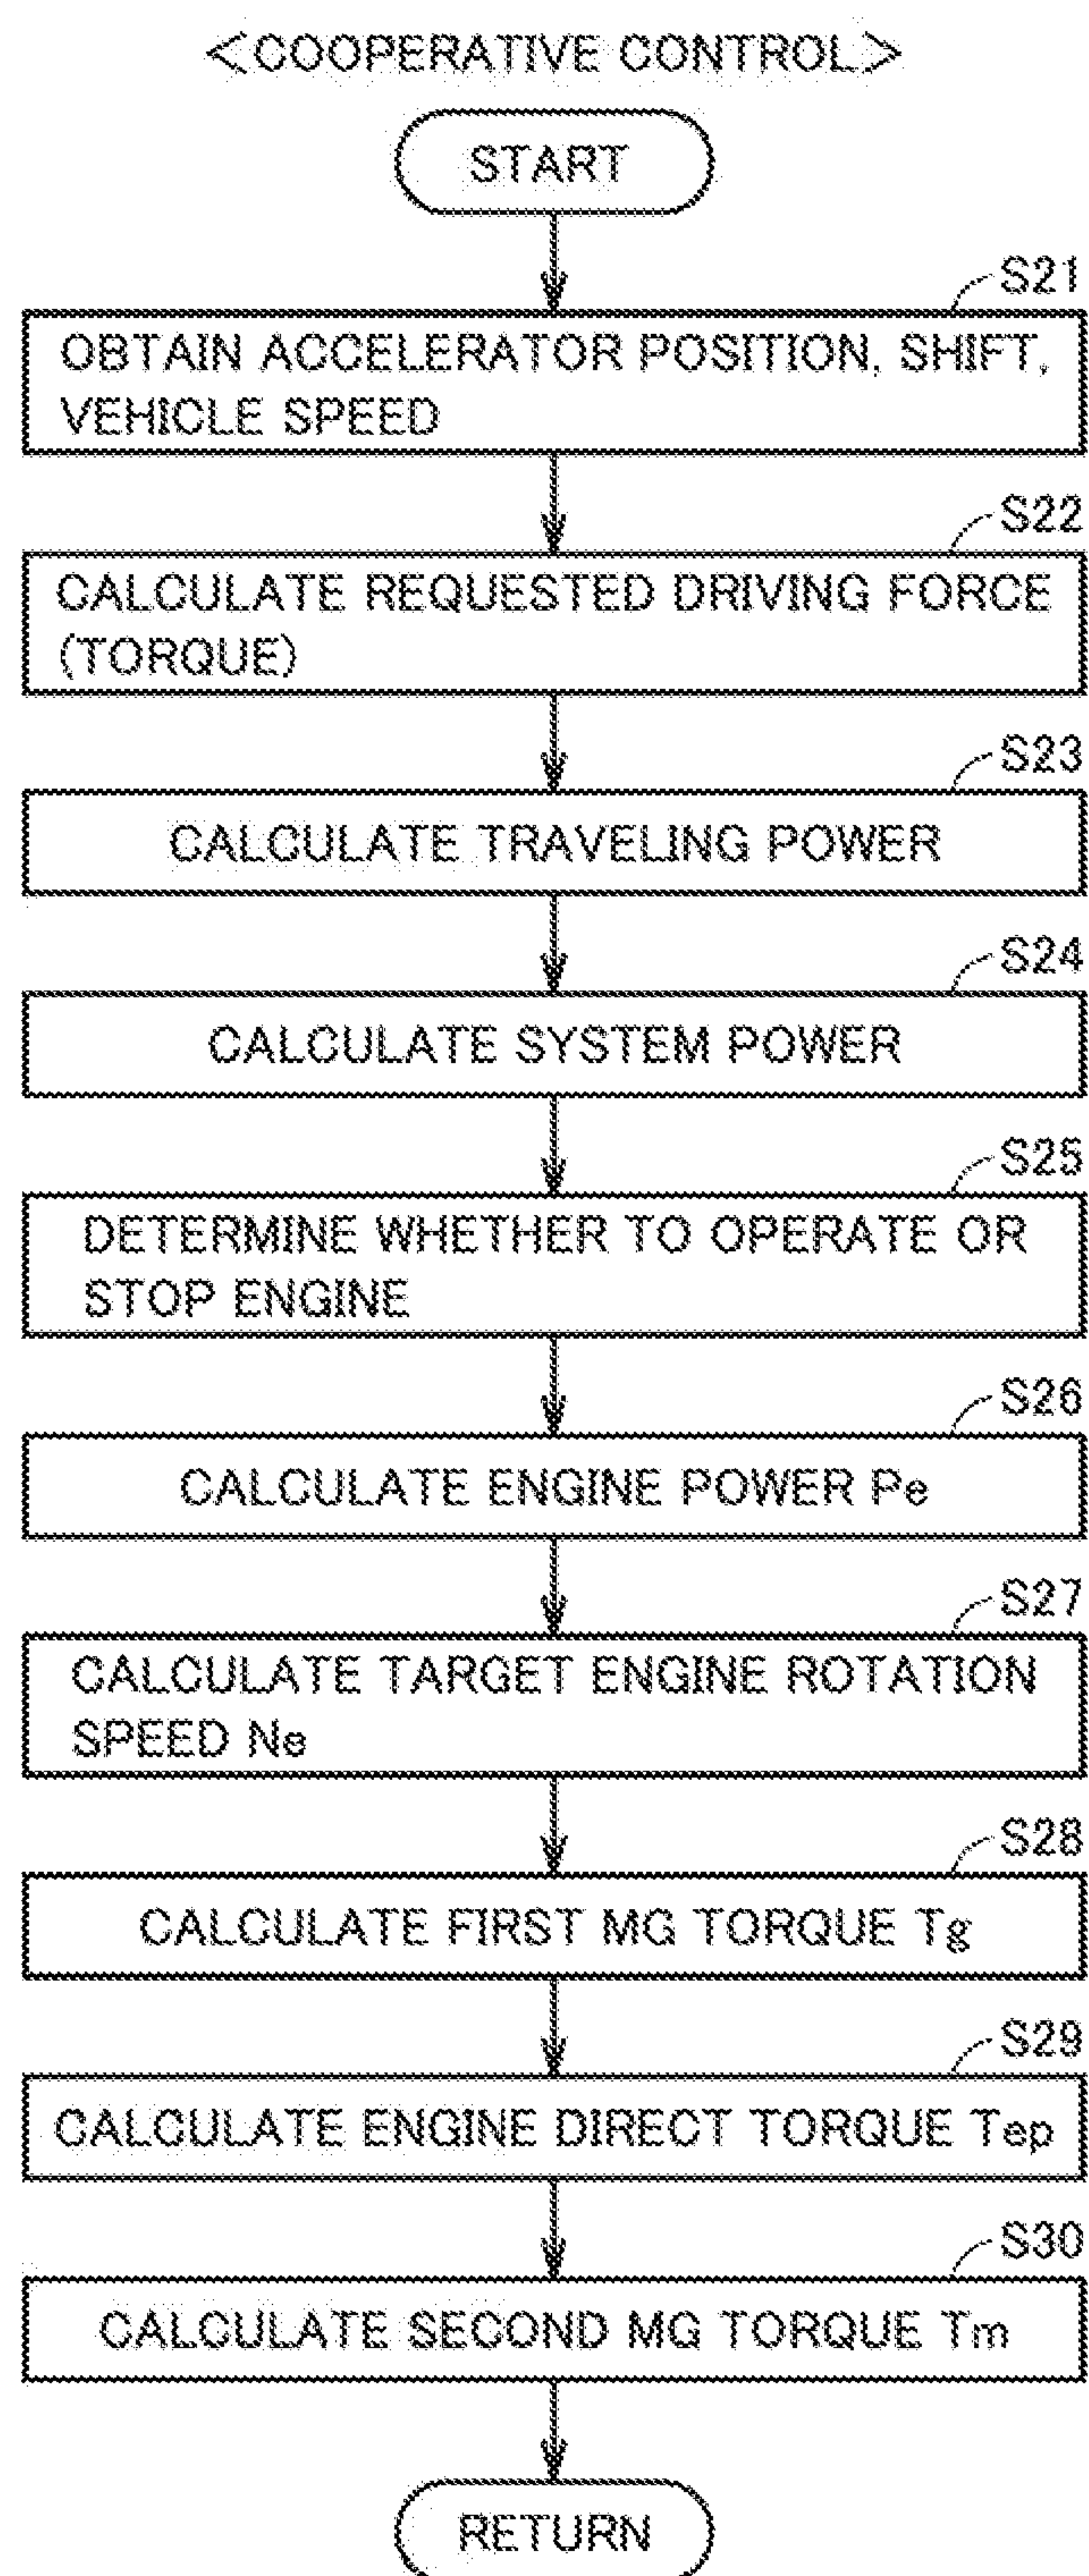 <COOPERATIVE CONTROL>
START
S21
OBTAIN ACCELERATOR POSITION, SHIFT,
VEHICLE SPEED
S22
CALCULATE REQUESTED DRIVING FORCE
(TORQUE)
S23
CALCULATE TRAVELING POWER
S24
CALCULATE SYSTEM POWER
S25
DETERMINE WHETHER TO OPERATE OR
STOP ENGINE
S26
CALCULATE ENGINE POWER Pe
S27
CALCULATE TARGET ENGINE ROTATION
SPEED Ne
S28
CALCULATE FIRST MG TORQUE Tg
S29
CALCULATE ENGINE DIRECT TORQUE Tep
S30
CALCULATE SECOND MG TORQUE Tm
RETURN